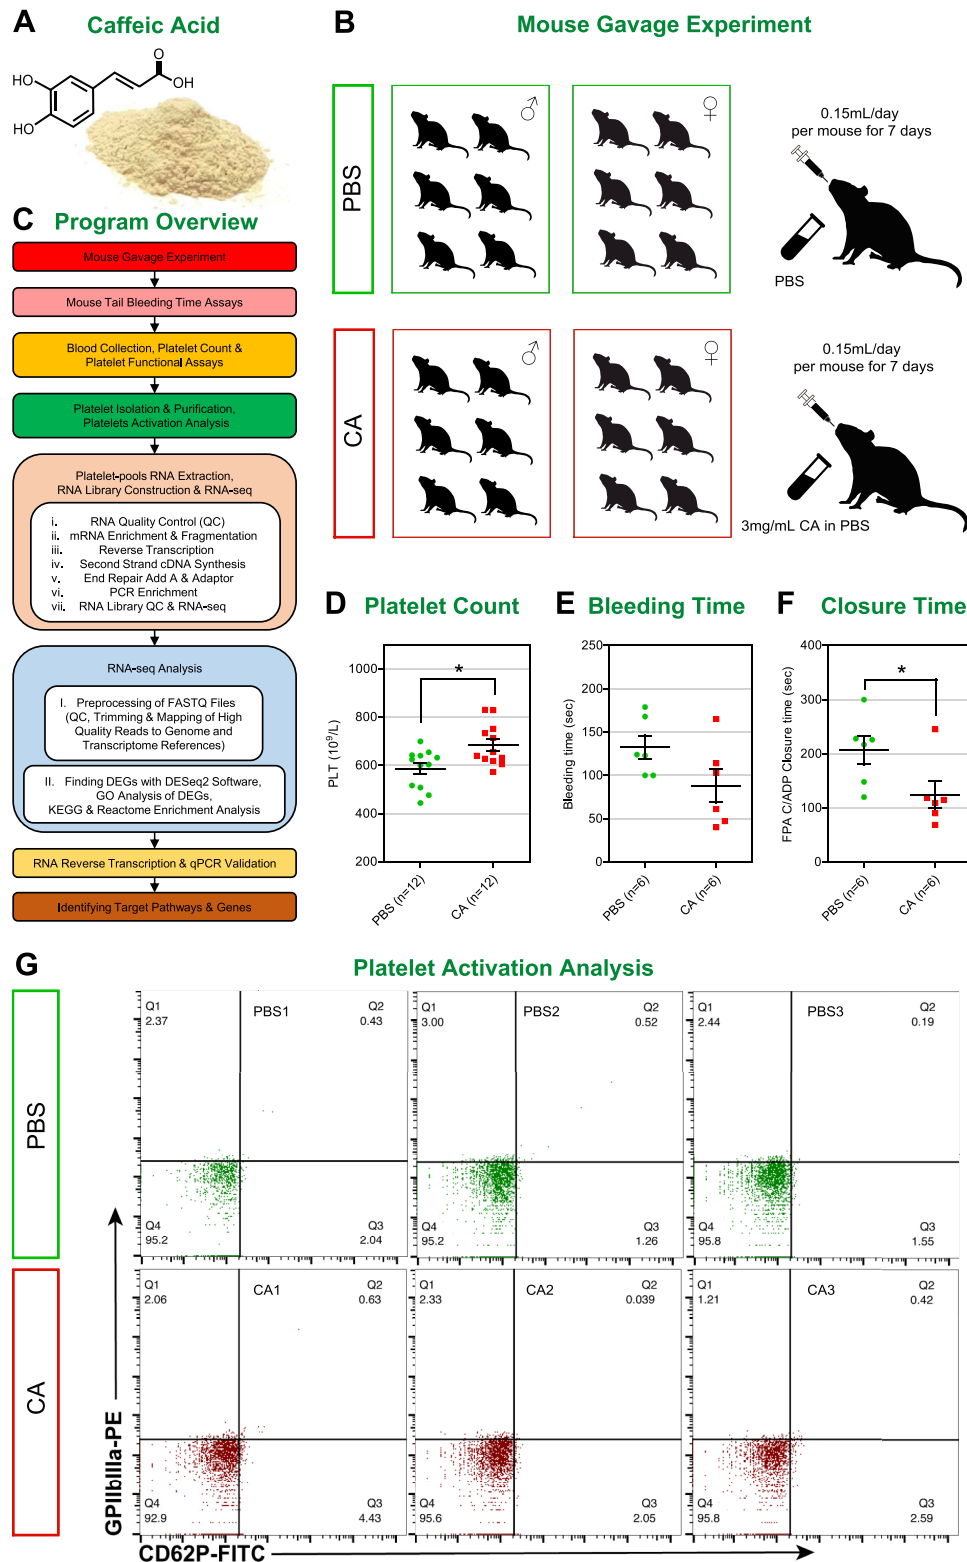 A
Caffeic Acid
O
HO
OH
HO
B
Mouse Gavage Experiment
PBS
♂
♀
0.15mL/day
per mouse for 7 days
PBS
CA
♂
♀
0.15mL/day
per mouse for 7 days
3mg/mL CA in PBS
C
Program Overview
Mouse Gavage Experiment
Mouse Tail Bleeding Time Assays
Blood Collection, Platelet Count &
Platelet Functional Assays
Platelet Isolation & Purification,
Platelets Activation Analysis
Platelet-pools RNA Extraction,
RNA Library Construction & RNA-seq
i. RNA Quality Control (QC)
ii. mRNA Enrichment & Fragmentation
iii. Reverse Transcription
iv. Second Strand cDNA Synthesis
v. End Repair Add A & Adaptor
vi. PCR Enrichment
vii. RNA Library QC & RNA-seq
RNA-seq Analysis
I. Preprocessing of FASTQ Files
(QC, Trimming & Mapping of High
Quality Reads to Genome and
Transcriptome References)
II. Finding DEGs with DESeq2 Software,
GO Analysis of DEGs,
KEGG & Reactome Enrichment Analysis
RNA Reverse Transcription & qPCR Validation
Identifying Target Pathways & Genes
D
Platelet Count
PLT (10⁹/L)
1000
800
600
400
200
*
PBS (n=12)
CA (n=12)
E
Bleeding Time
Bleeding time (sec)
250
200
150
100
50
0
PBS (n=6)
CA (n=6)
F
Closure Time
FPA C/ADP Closure time (sec)
400
300
200
100
0
*
PBS (n=6)
CA (n=6)
G
Platelet Activation Analysis
PBS
Q1
2.37
PBS1
Q2
0.43
Q4
95.2
Q3
2.04
Q1
3.00
PBS2
Q2
0.52
Q4
95.2
Q3
1.26
Q1
2.44
PBS3
Q2
0.19
Q4
95.8
Q3
1.55
CA
Q1
2.06
CA1
Q2
0.63
Q4
92.9
Q3
4.43
Q1
2.33
CA2
Q2
0.039
Q4
95.6
Q3
2.05
Q1
1.21
CA3
Q2
0.42
Q4
95.8
Q3
2.59
GPIIbIIIa-PE
CD62P-FITC